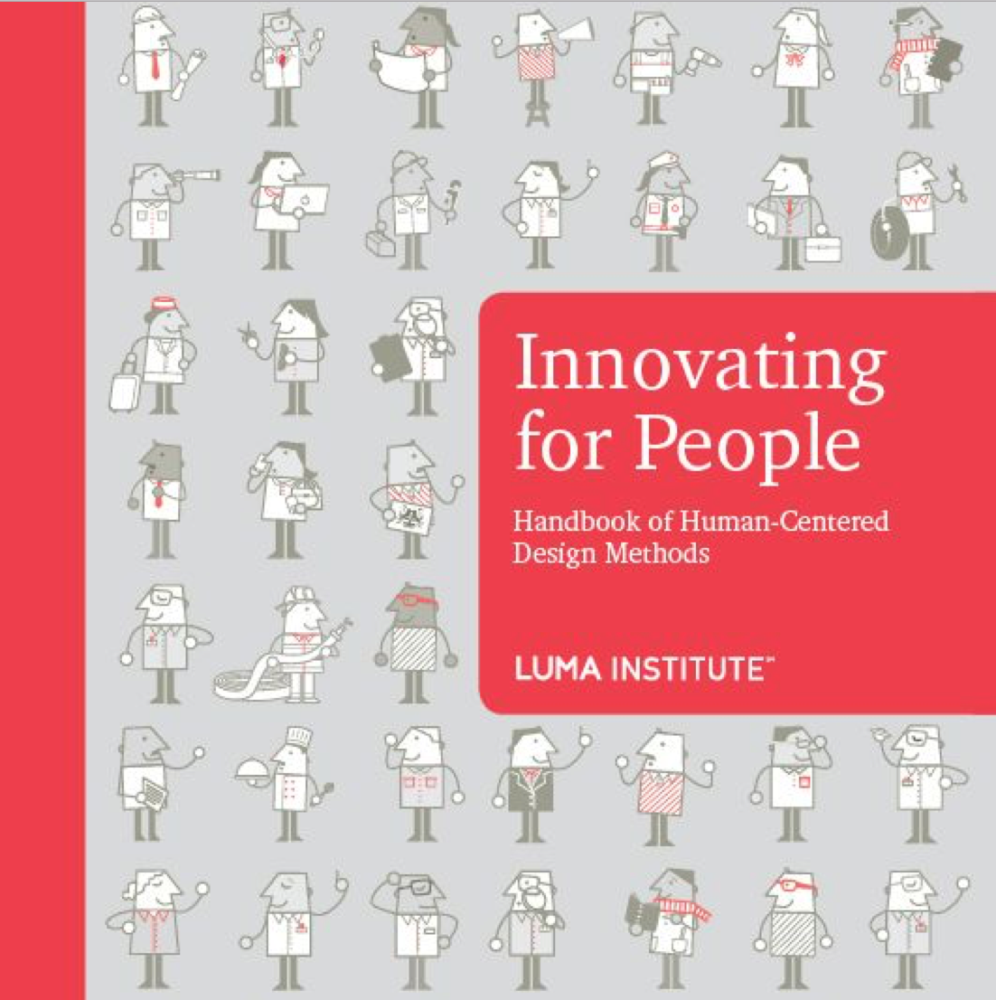 Innovating
for People
Handbook of Human-Centered
Design Methods
LUMA INSTITUTE™